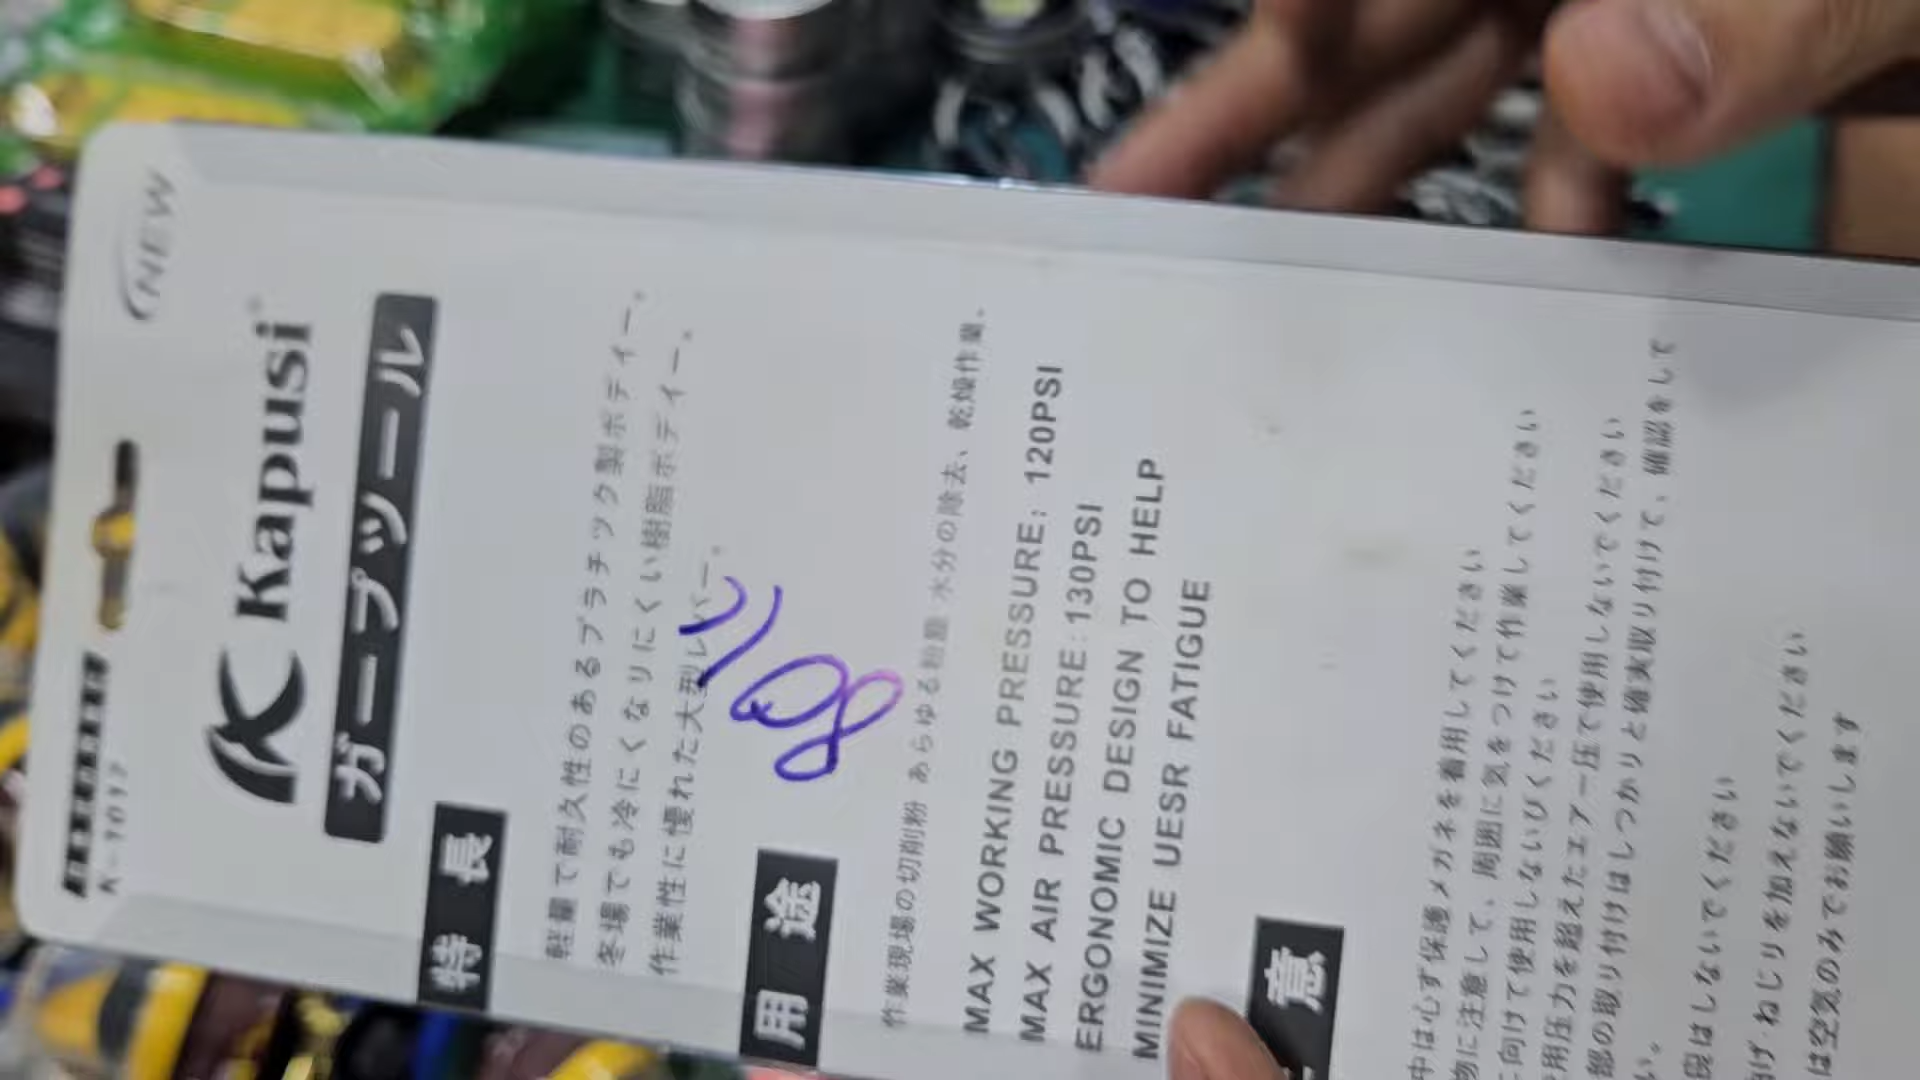 NEW
Kapusi
ガープツール
K-1017
特長
軽量で耐久性のあるプラチック製ボディー。
冬場でも冷にくなりにくい樹脂ボディー。
作業性に優れた大型レバー。
用途
作業現場の切削粉 あらゆる粉塵 水分の除去、乾燥作業、
MAX WORKING PRESSURE: 120PSI
MAX AIR PRESSURE: 130PSI
ERGONOMIC DESIGN TO HELP
MINIMIZE UESR FATIGUE
意
中は必ず保護メガネを着用してください
物に注意して、周囲に気をつけて作業してください
向けて使用しないひください
用圧力を超えたエアー圧で使用しないでください
部の取り付けはしつかりと確実取り付けて、確認をして
い。
はしないでください
げ ねじりを加えないでください
は空気のみでお願いします